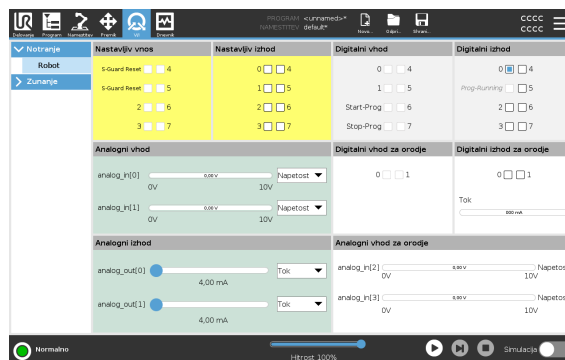 PROGRAM <unnamed>*
NAMESTITEV default*
CCCC
CCCC
Delovanje Program Namestitev Premik V/I Dnevnik Novo... Odpri... Shrani...
Notranje
Robot
Zunanje
Nastavljiv vnos
S-Guard Reset 4
S-Guard Reset 5
2 6
3 7
Nastavljiv izhod
0 4
1 5
2 6
3 7
Digitalni vhod
0 4
1 5
Start-Prog 6
Stop-Prog 7
Digitalni izhod
0 4
Prog-Running 5
2 6
3 7
Analogni vhod
analog_in[0] 0,00 V Napetost
0V 10V
analog_in[1] 0,00 V Napetost
0V 10V
Digitalni vhod za orodje
0 1
Digitalni izhod za orodje
0 1
Tok
000 mA
Analogni izhod
analog_out[0] Tok
4,00 mA
analog_out[1] Tok
4,00 mA
Analogni vhod za orodje
analog_in[2] 0,00 V Napetos
0V 10V
analog_in[3] 0,00 V Napetos
0V 10V
Normalno
Hitrost 100%
Simulacija